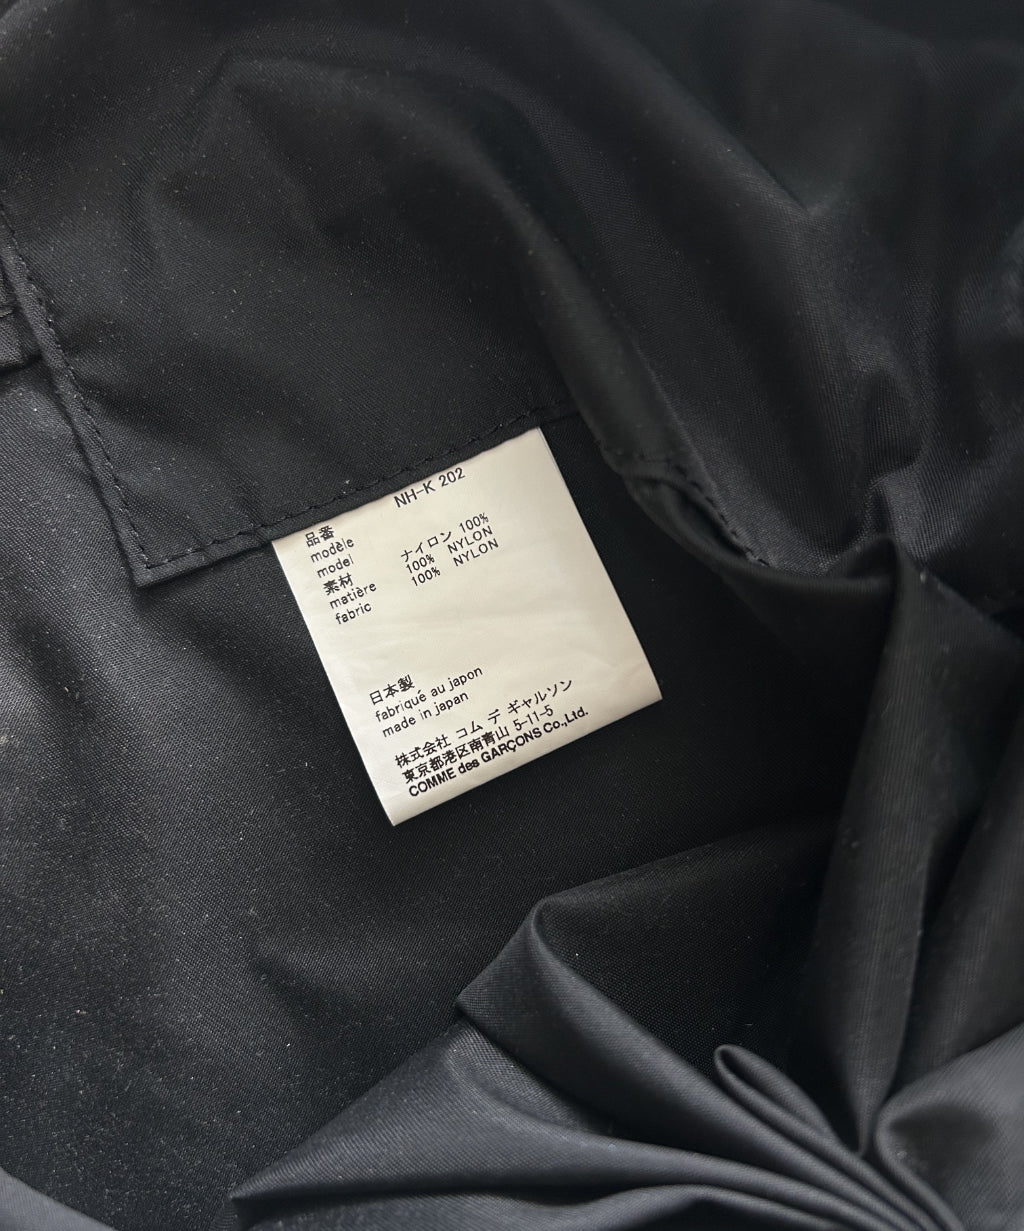 NH-K 202
品番
modèle
model
素材 ナイロン 100%
matière 100% NYLON
fabric 100% NYLON
日本製
fabriqué au japon
made in japan
株式会社 コム デ ギャルソン
東京都港区南青山 5-11-5
COMME des GARÇONS Co.,Ltd.